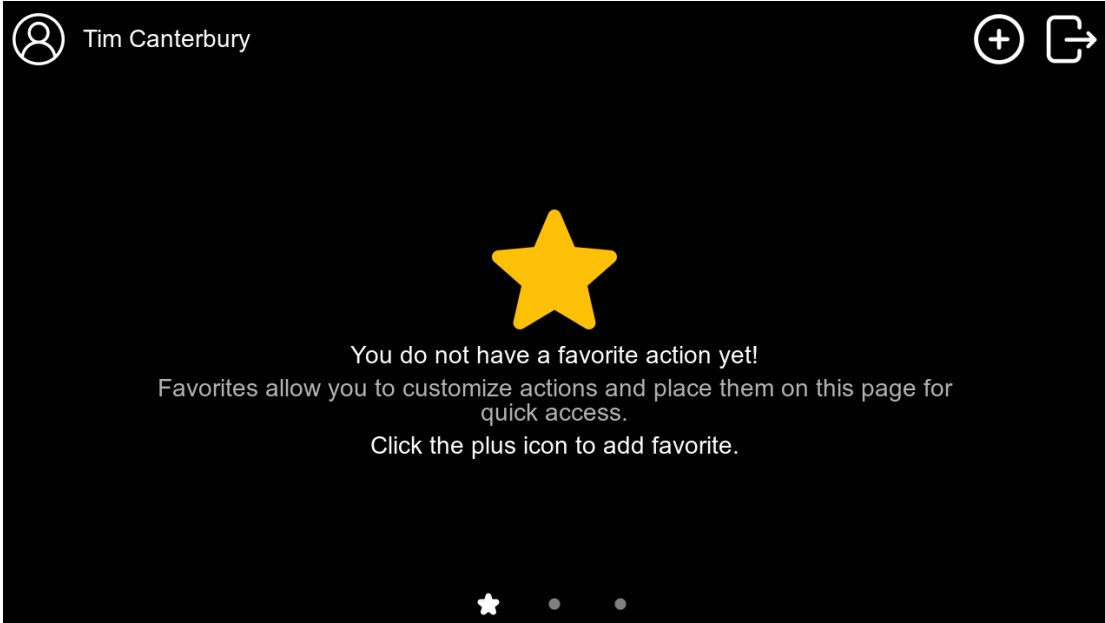 Tim Canterbury
You do not have a favorite action yet!
Favorites allow you to customize actions and place them on this page for
quick access.
Click the plus icon to add favorite.